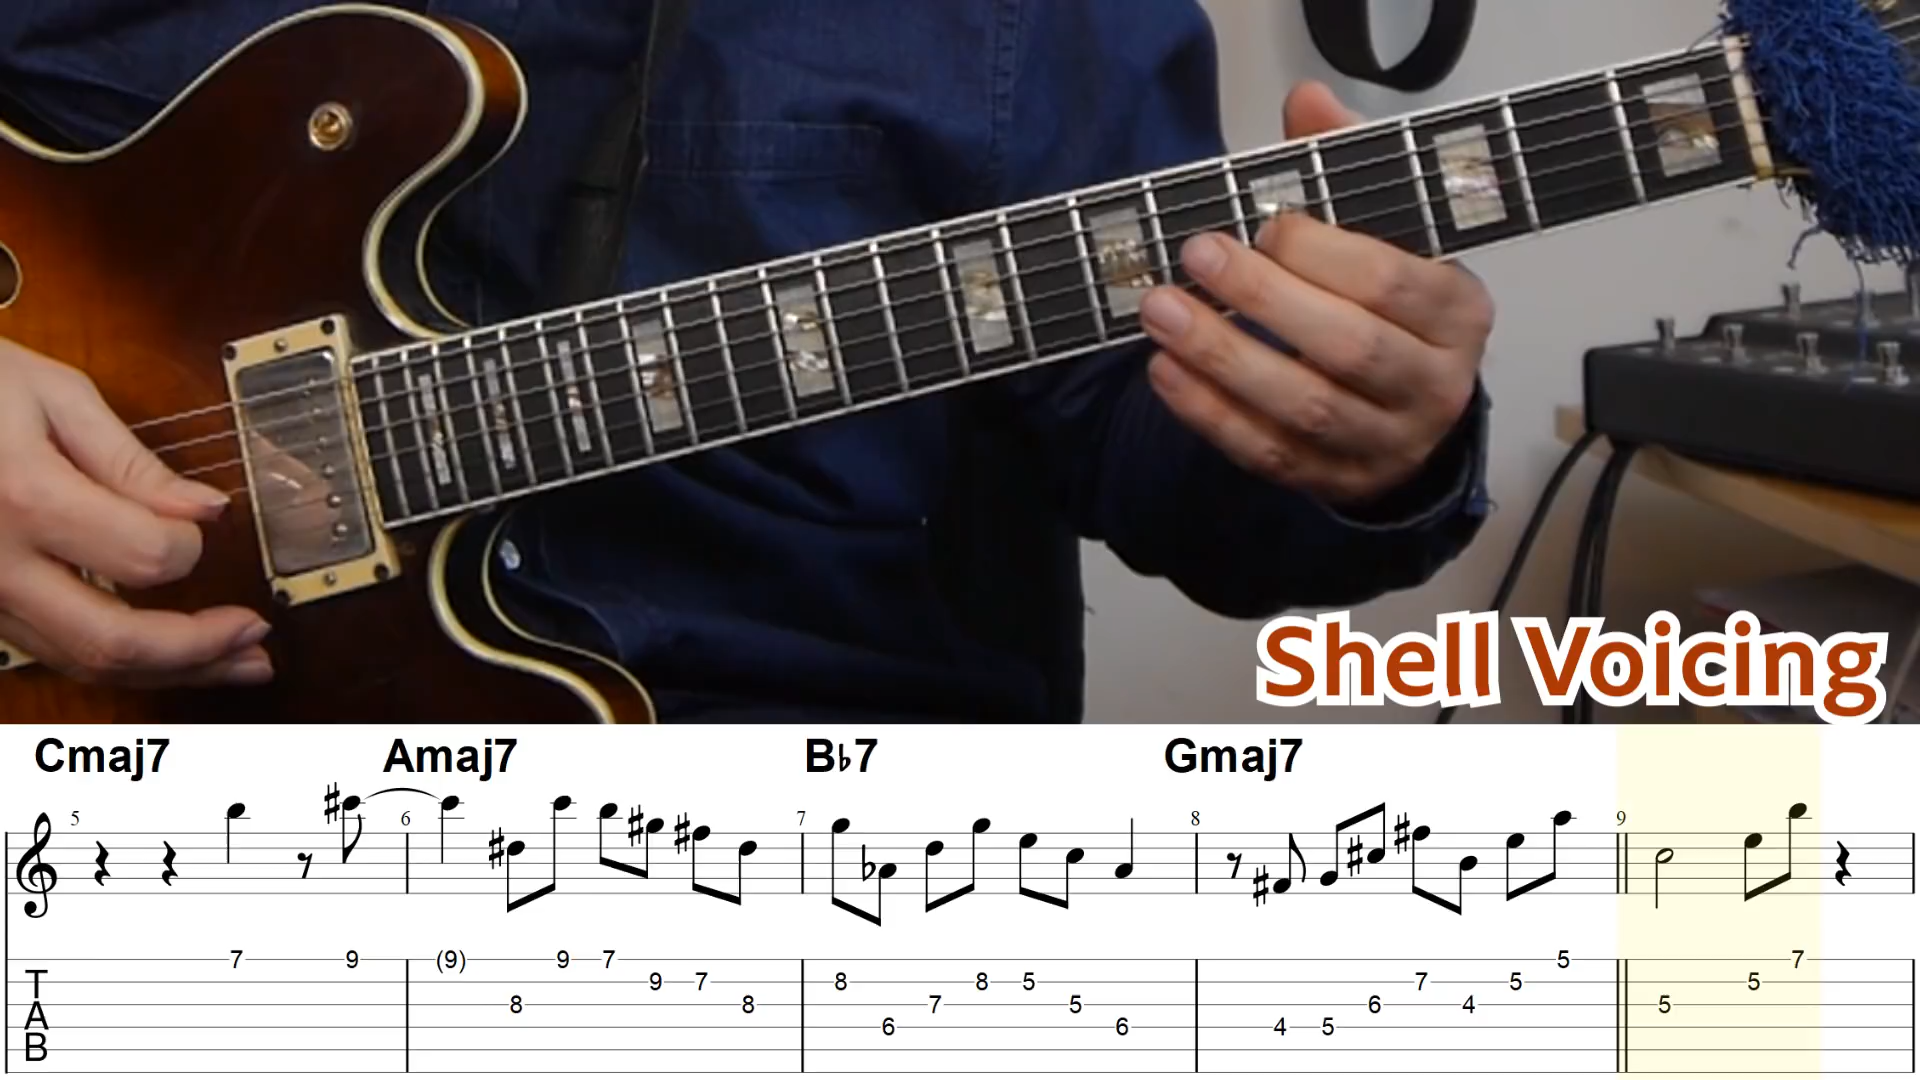 Shell Voicing
Cmaj7 Amaj7 B♭7 Gmaj7
5 6 7 8 9
7 9 (9) 9 7 5 7
9 7 8 8 5 7 5 5
T 8 8 7 5 6 4 5
A 6 6 4 5
B